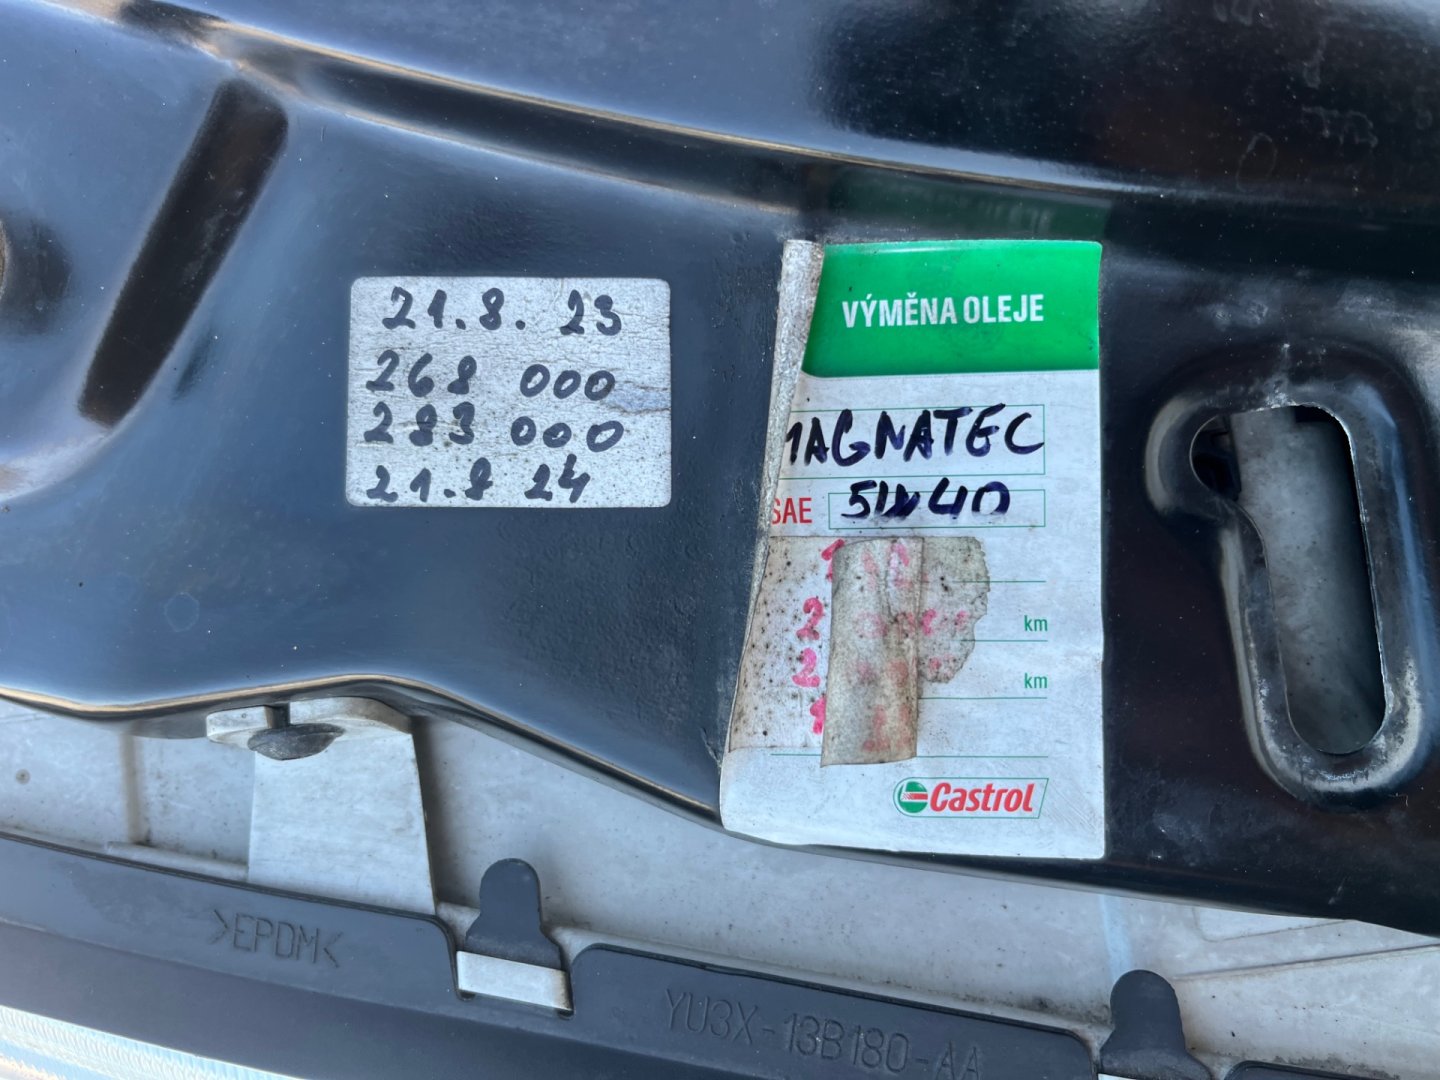 21.8. 23
268 000
283 000
21.8 24
VÝMĚNA OLEJE
MAGNATEC
SAE 5W40
km
km
Castrol
>EPDM<
YU3X-13B180-AA